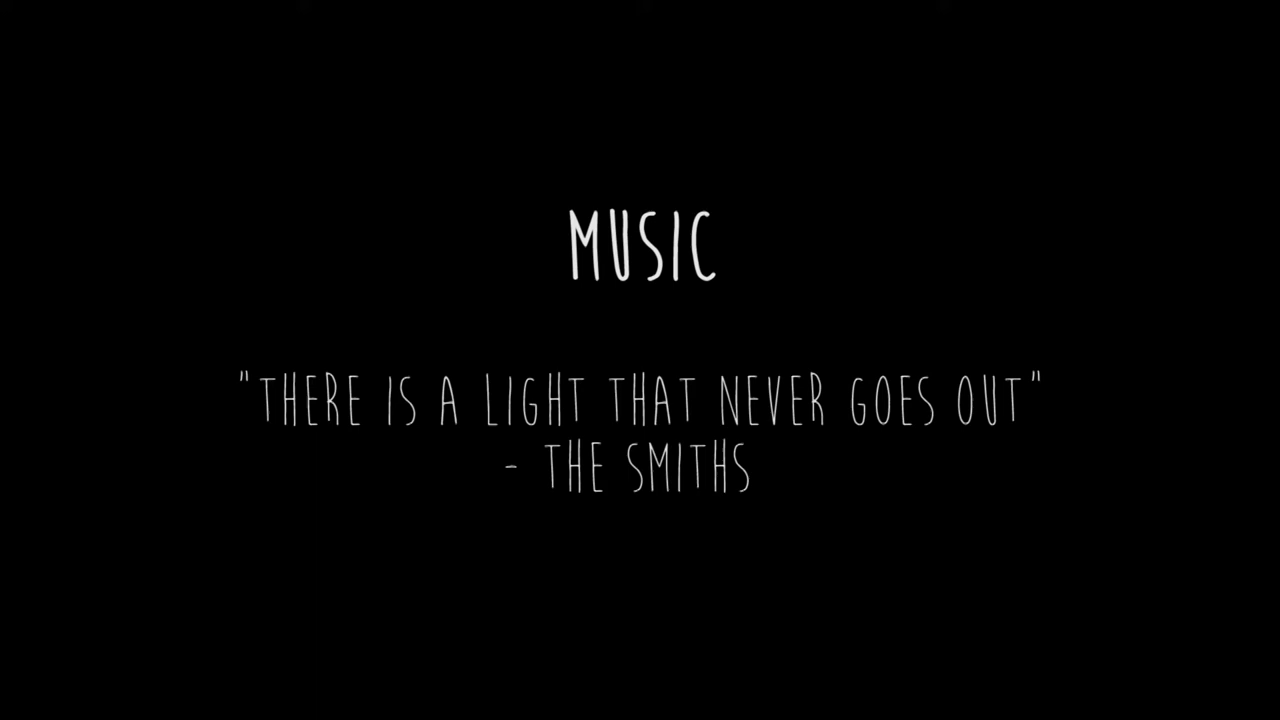 MUSIC
"THERE IS A LIGHT THAT NEVER GOES OUT"
- THE SMITHS